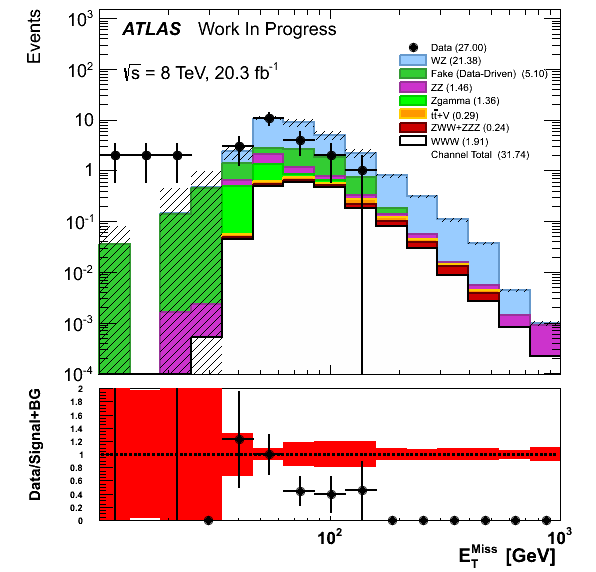 Events
10³
10²
10
1
10⁻¹
10⁻²
10⁻³
10⁻⁴
ATLAS Work In Progress
√s = 8 TeV, 20.3 fb⁻¹
Data (27.00)
WZ (21.38)
Fake (Data-Driven) (5.10)
ZZ (1.46)
Zgamma (1.36)
tt̄+V (0.29)
ZWW+ZZZ (0.24)
WWW (1.91)
Channel Total (31.74)
Data/Signal+BG
2
1.8
1.6
1.4
1.2
1
0.8
0.6
0.4
0.2
0
10² 10³
E_T^Miss [GeV]